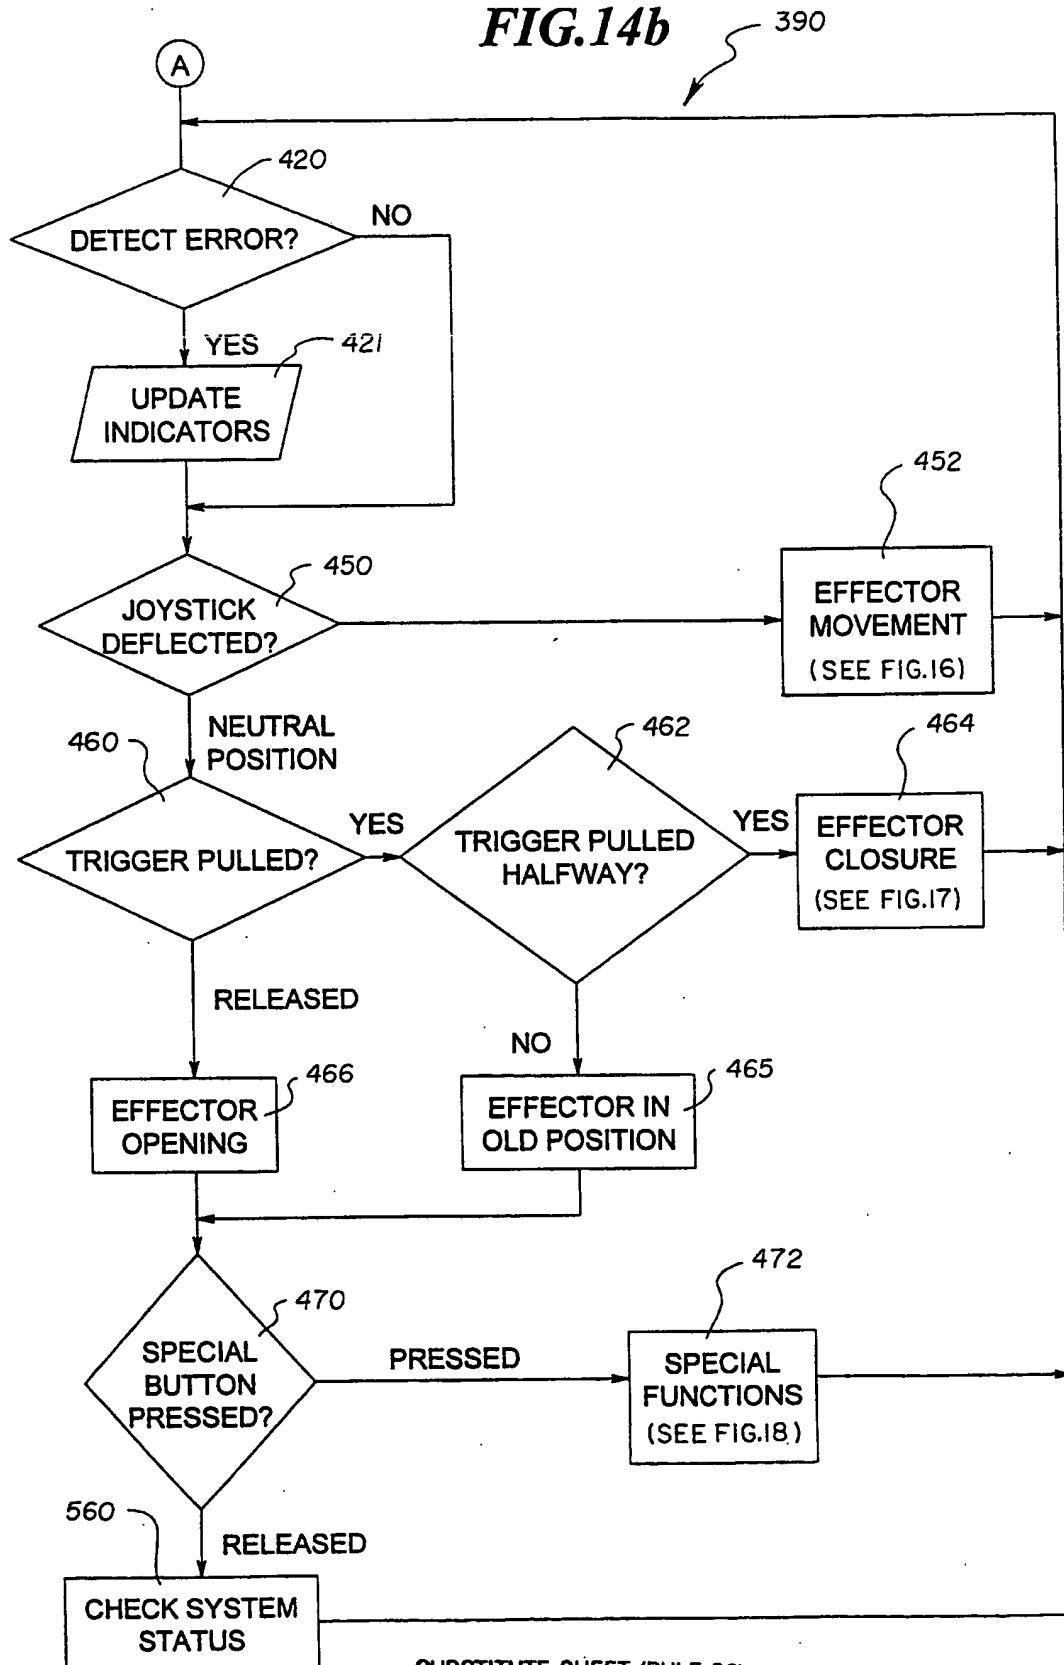 FIG.14b
390
A
420
DETECT ERROR?
NO
YES
421
UPDATE
INDICATORS
452
450
JOYSTICK
DEFLECTED?
EFFECTOR
MOVEMENT
(SEE FIG.16)
NEUTRAL
POSITION
460
462
464
TRIGGER PULLED?
YES
TRIGGER PULLED
HALFWAY?
YES
EFFECTOR
CLOSURE
(SEE FIG.17)
RELEASED
NO
466
EFFECTOR
OPENING
465
EFFECTOR IN
OLD POSITION
470
SPECIAL
BUTTON
PRESSED?
PRESSED
472
SPECIAL
FUNCTIONS
(SEE FIG.18)
RELEASED
560
CHECK SYSTEM
STATUS
SUBSTITUTE SHEET